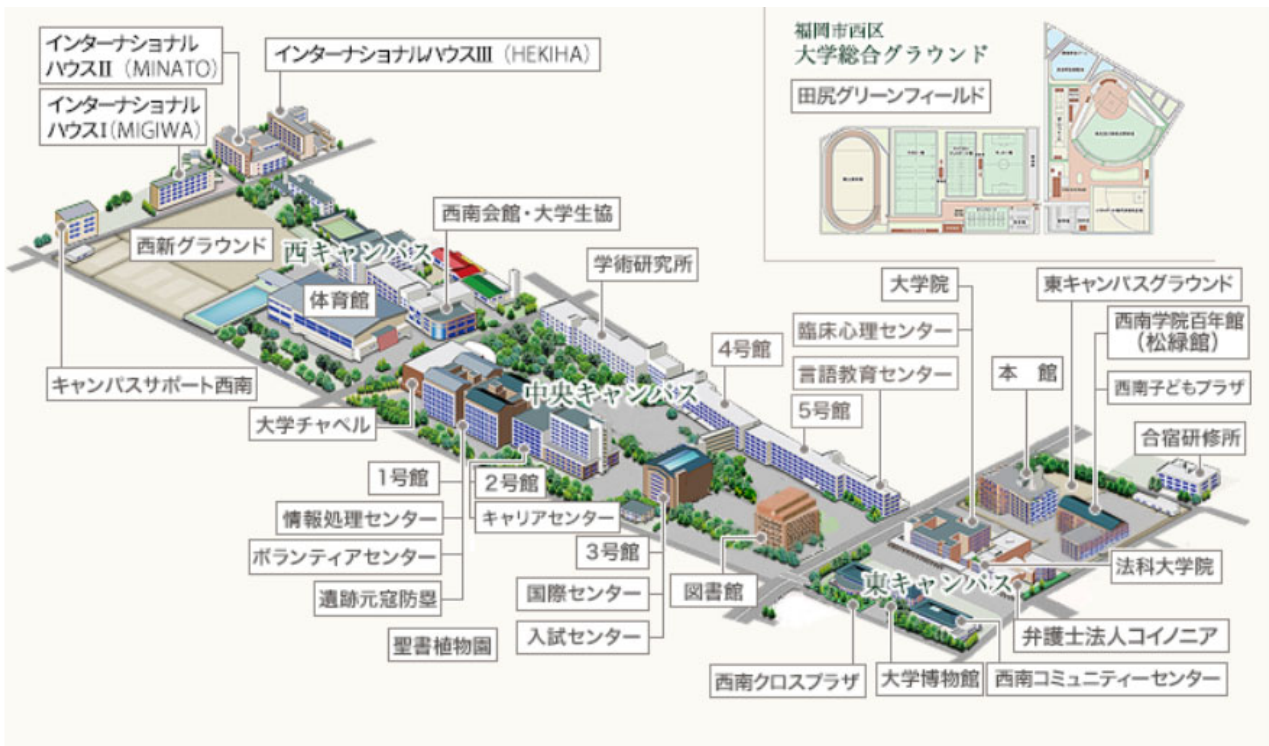 インターナショナル
ハウスⅡ（MINATO）
インターナショナルハウスⅢ（HEKIHA）
インターナショナル
ハウスⅠ(MIGIWA)
福岡市西区
大学総合グラウンド
田尻グリーンフィールド
西新グラウンド
西キャンパス
西南会館・大学生協
体育館
学術研究所
キャンパスサポート西南
大学チャペル
中央キャンパス
4号館
5号館
大学院
臨床心理センター
言語教育センター
東キャンパスグラウンド
西南学院百年館
（松緑館）
本　館
西南子どもプラザ
合宿研修所
1号館
2号館
情報処理センター
キャリアセンター
ボランティアセンター
遺跡元寇防塁
3号館
国際センター
入試センター
聖書植物園
図書館
東キャンパス
法科大学院
弁護士法人コイノニア
西南クロスプラザ
大学博物館
西南コミュニティーセンター